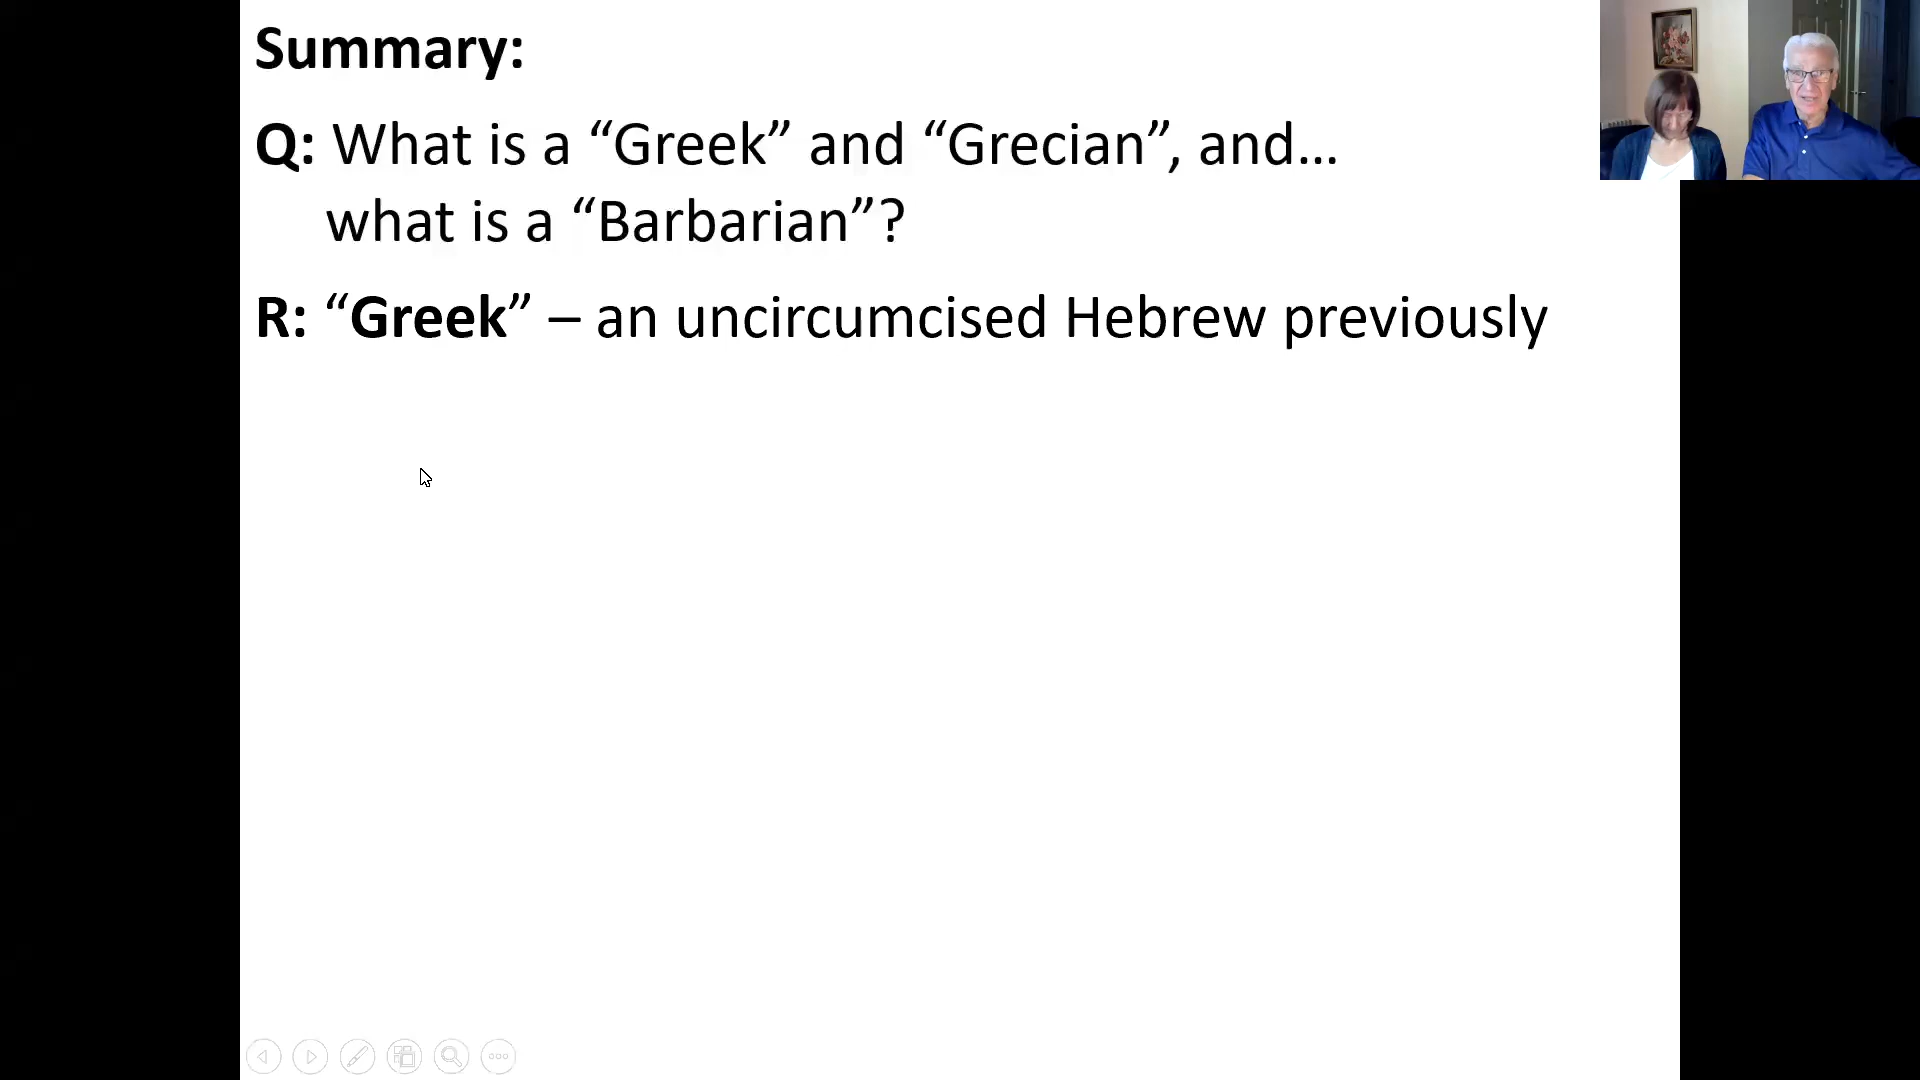 Summary:
Q: What is a “Greek” and “Grecian”, and…
what is a “Barbarian”?
R: “Greek” – an uncircumcised Hebrew previously